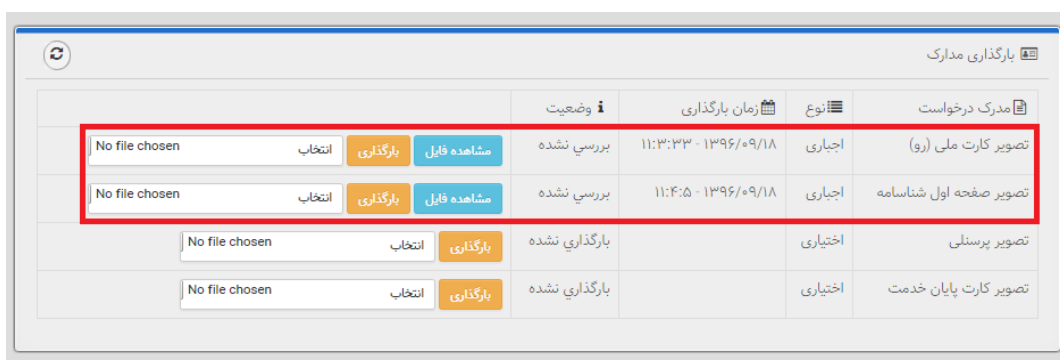 بارگذاری مدارک
مدرک درخواست نوع زمان بارگذاری وضعیت
تصویر کارت ملی (رو) اجباری ۱۳۹۶/۰۹/۱۸ - ۱۱:۳:۳۳ بررسي نشده مشاهده فایل بارگذاری انتخاب No file chosen
تصویر صفحه اول شناسنامه اجباری ۱۳۹۶/۰۹/۱۸ - ۱۱:۴:۵ بررسي نشده مشاهده فایل بارگذاری انتخاب No file chosen
تصویر پرسنلی اختیاری بارگذاري نشده بارگذاری انتخاب No file chosen
تصویر کارت پایان خدمت اختیاری بارگذاري نشده بارگذاری انتخاب No file chosen